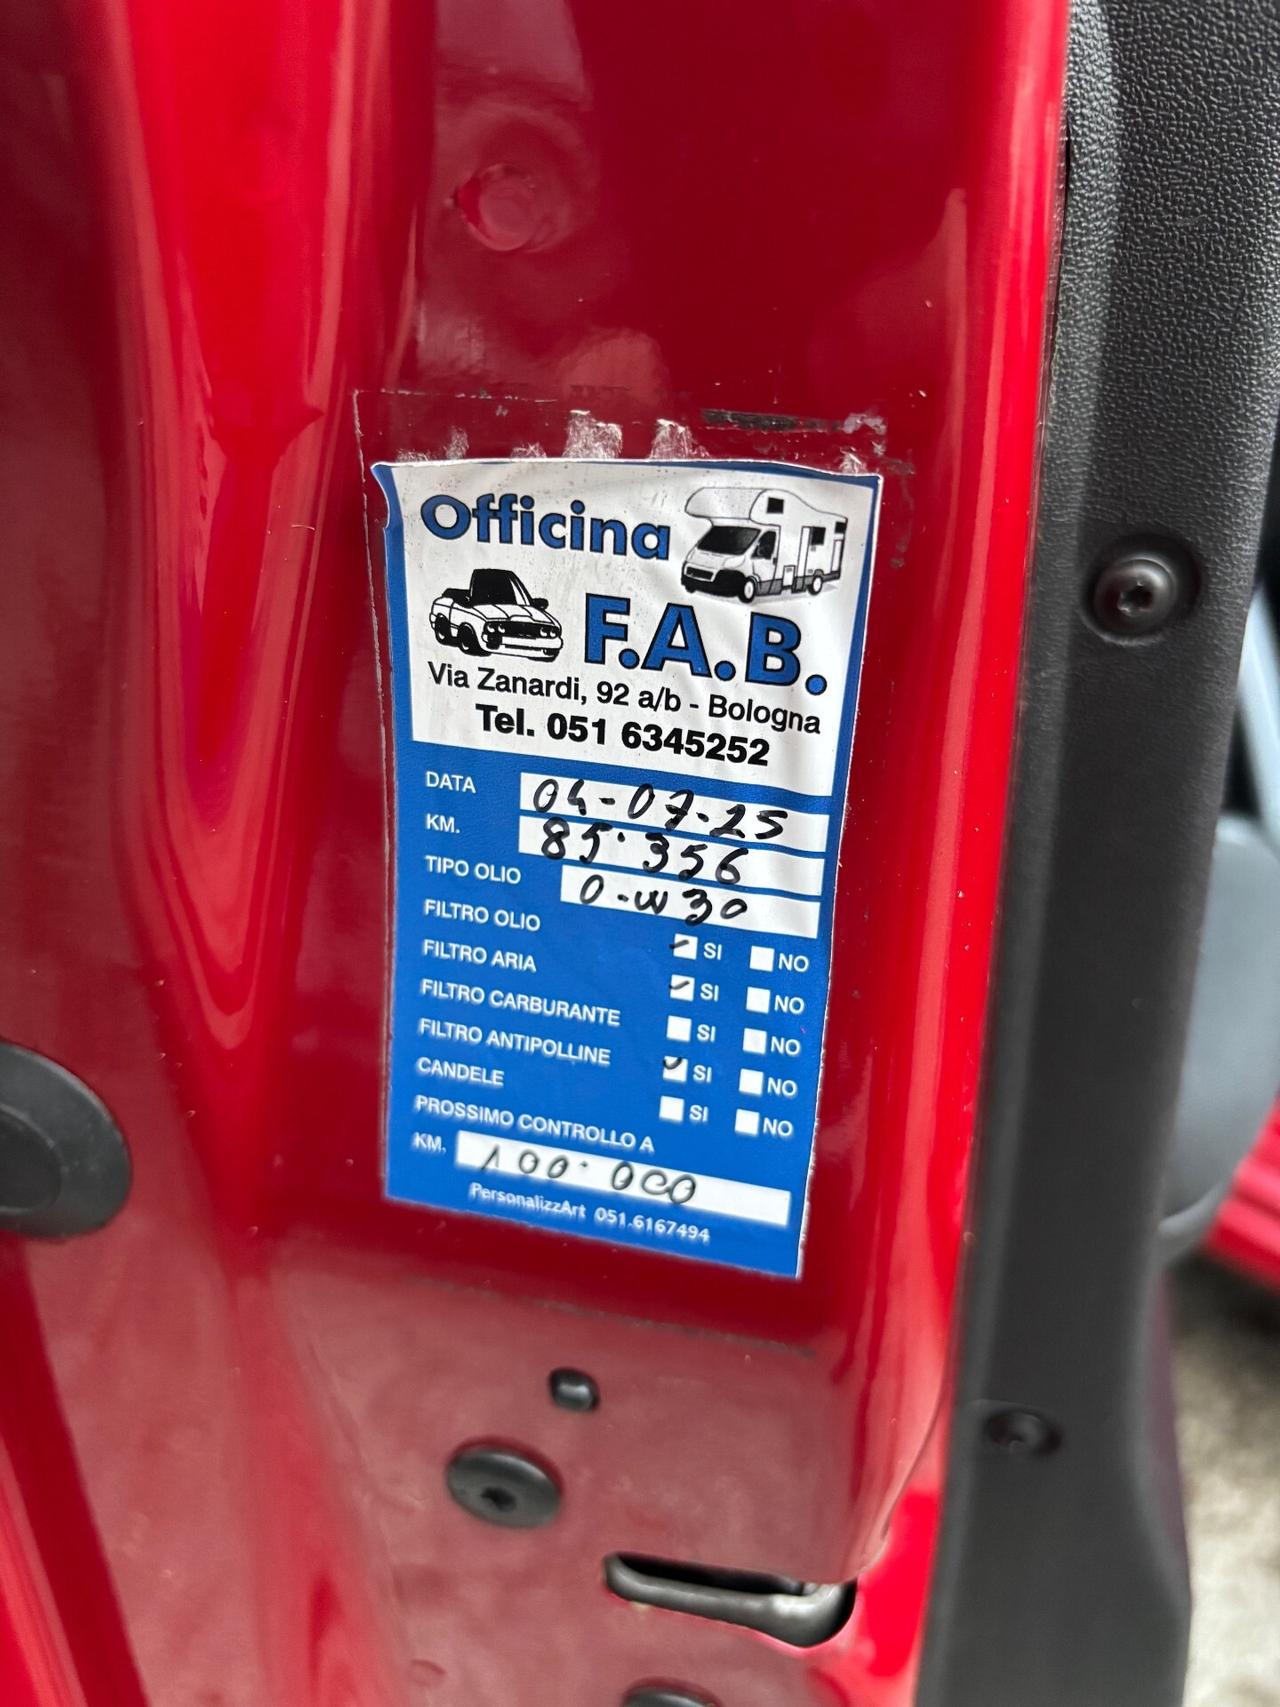 Officina
F.A.B.
Via Zanardi, 92 a/b - Bologna
Tel. 051 6345252
DATA 04-07-25
KM. 85.356
TIPO OLIO 0-W30
FILTRO OLIO SI NO
FILTRO ARIA SI NO
FILTRO CARBURANTE SI NO
FILTRO ANTIPOLLINE SI NO
CANDELE SI NO
PROSSIMO CONTROLLO A
KM. 100.000
PersonalizzArt 051.6167494